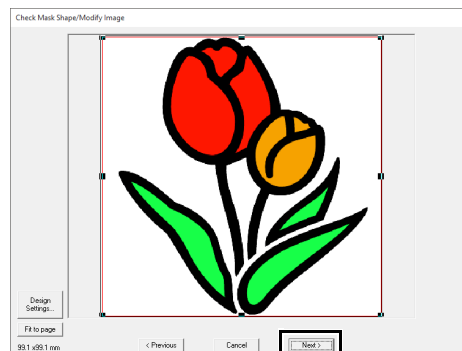 Check Mask Shape/Modify Image
Design
Settings...
Fit to page
99.1 x99.1 mm
< Previous
Cancel
Next >